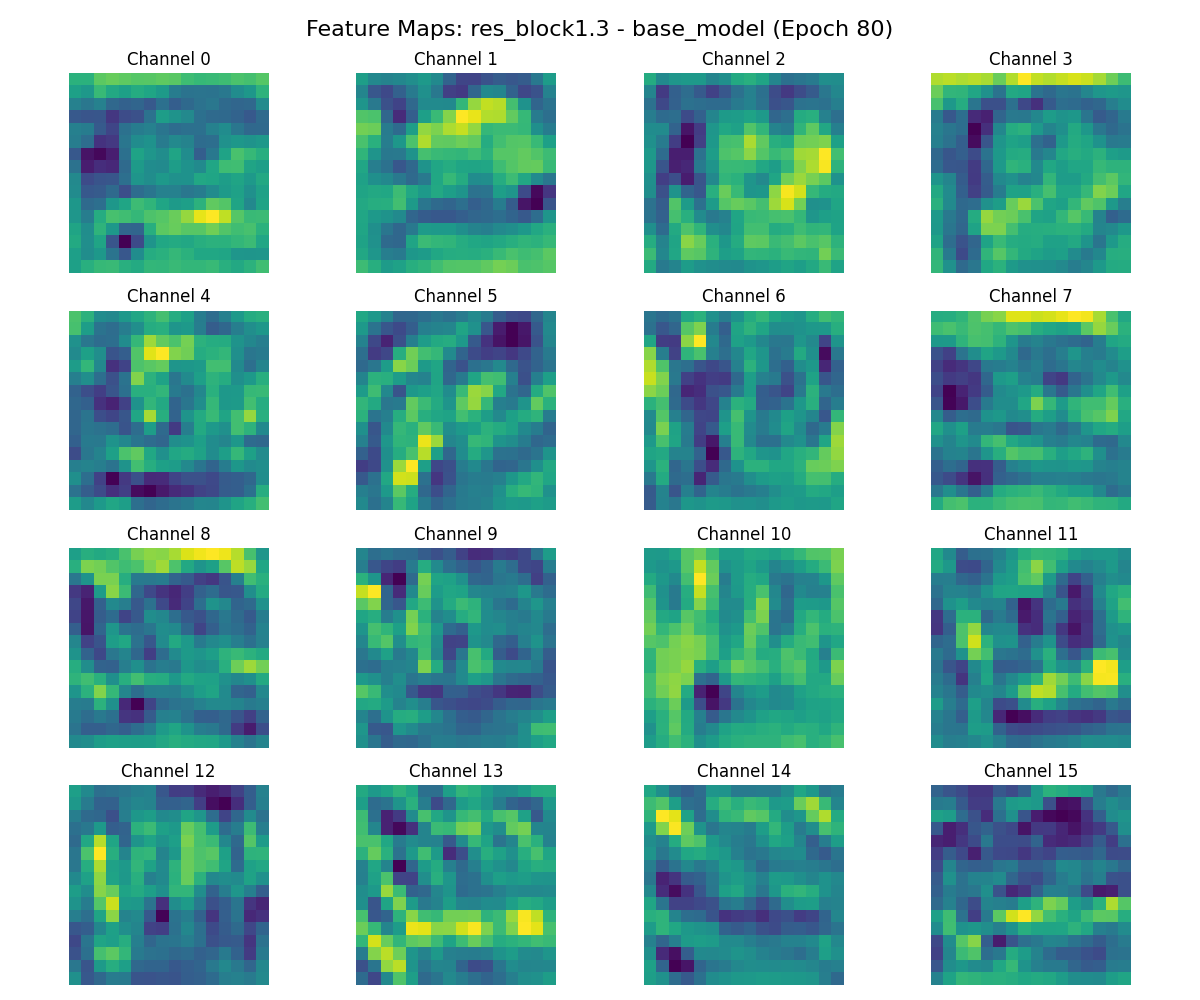 Feature Maps: res_block1.3 - base_model (Epoch 80)
Channel 0
Channel 1
Channel 2
Channel 3
Channel 4
Channel 5
Channel 6
Channel 7
Channel 8
Channel 9
Channel 10
Channel 11
Channel 12
Channel 13
Channel 14
Channel 15